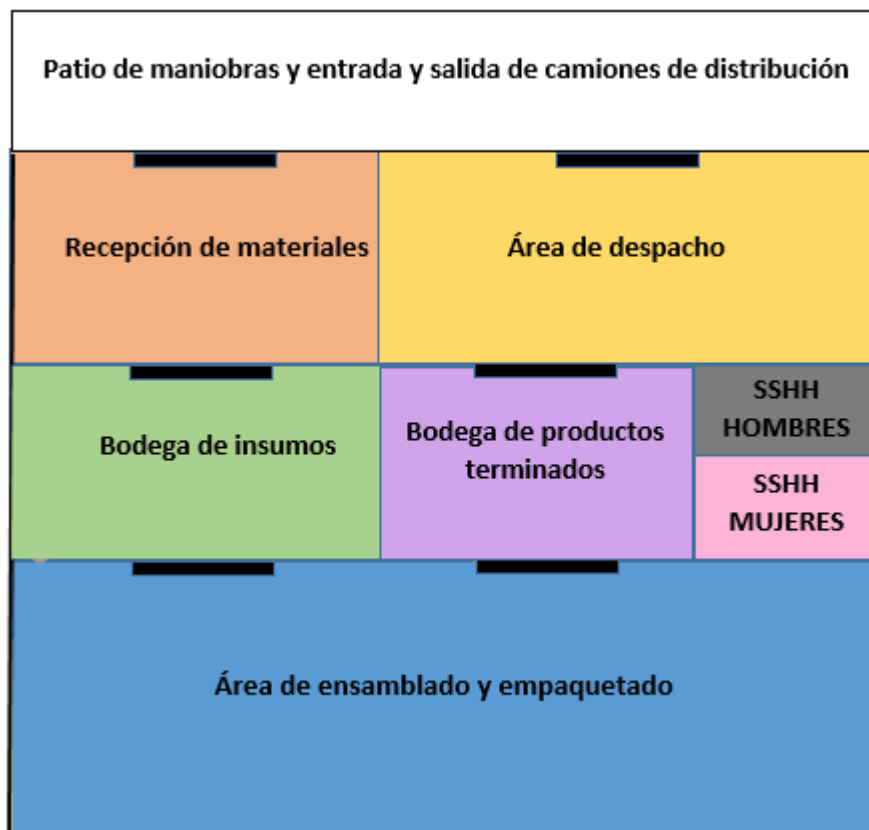 Patio de maniobras y entrada y salida de camiones de distribución
Recepción de materiales
Área de despacho
Bodega de insumos
Bodega de productos
terminados
SSHH
HOMBRES
SSHH
MUJERES
Área de ensamblado y empaquetado